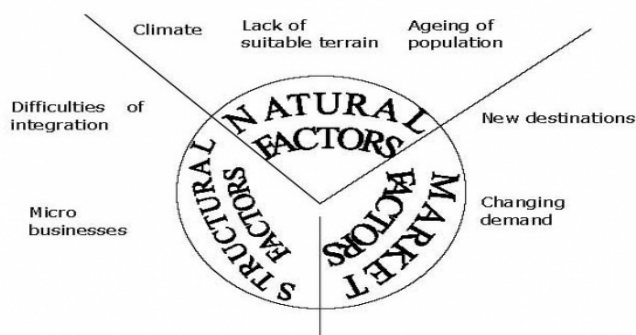 Climate
Lack of
suitable terrain
Ageing of
population
Difficulties of
integration
NATURAL
FACTORS
New destinations
STRUCTURAL
FACTORS
MARKET
FACTORS
Micro
businesses
Changing
demand